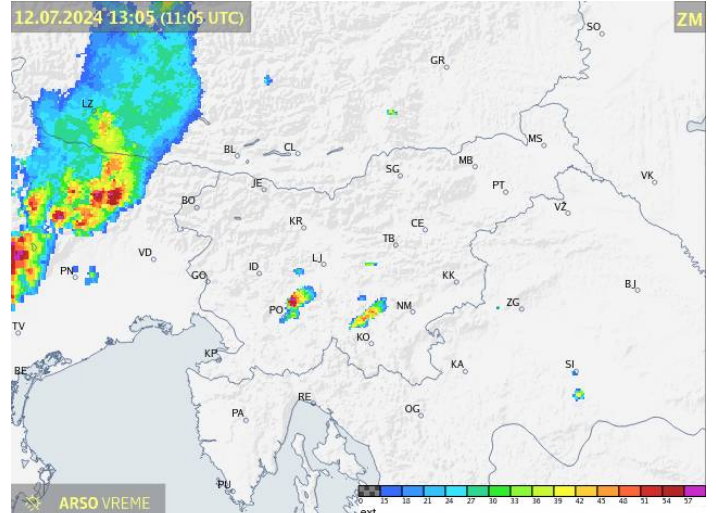 12.07.2024 13:05 (11:05 UTC)
ZM
SO
GR
LZ
BL
CL
MS
MB
SG
VK
JE
PT
BO
VŽ
KR
CE
TB
VD
LJ
ID
PN
GO
KK
BJ
PO
NM
ZG
TV
KO
KP
BE
KA
SI
RE
PA
OG
PU
ARSO VREME
0 15 18 21 24 27 30 33 36 39 42 45 48 51 54 57
ext